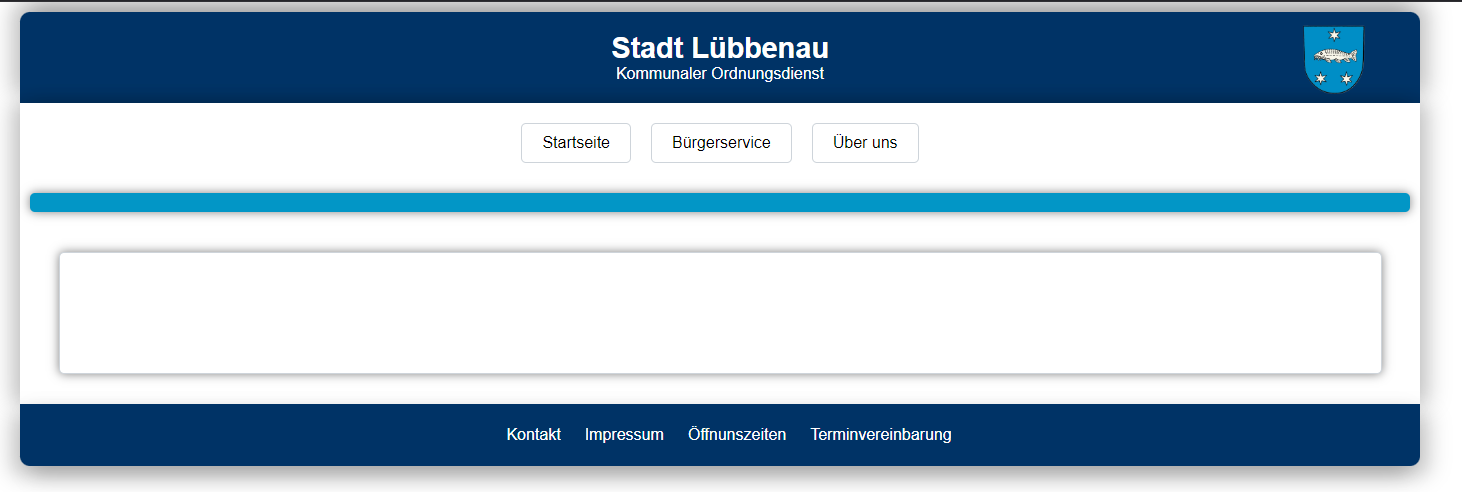 Stadt Lübbenau
Kommunaler Ordnungsdienst
Startseite Bürgerservice Über uns
Kontakt Impressum Öffnunszeiten Terminvereinbarung